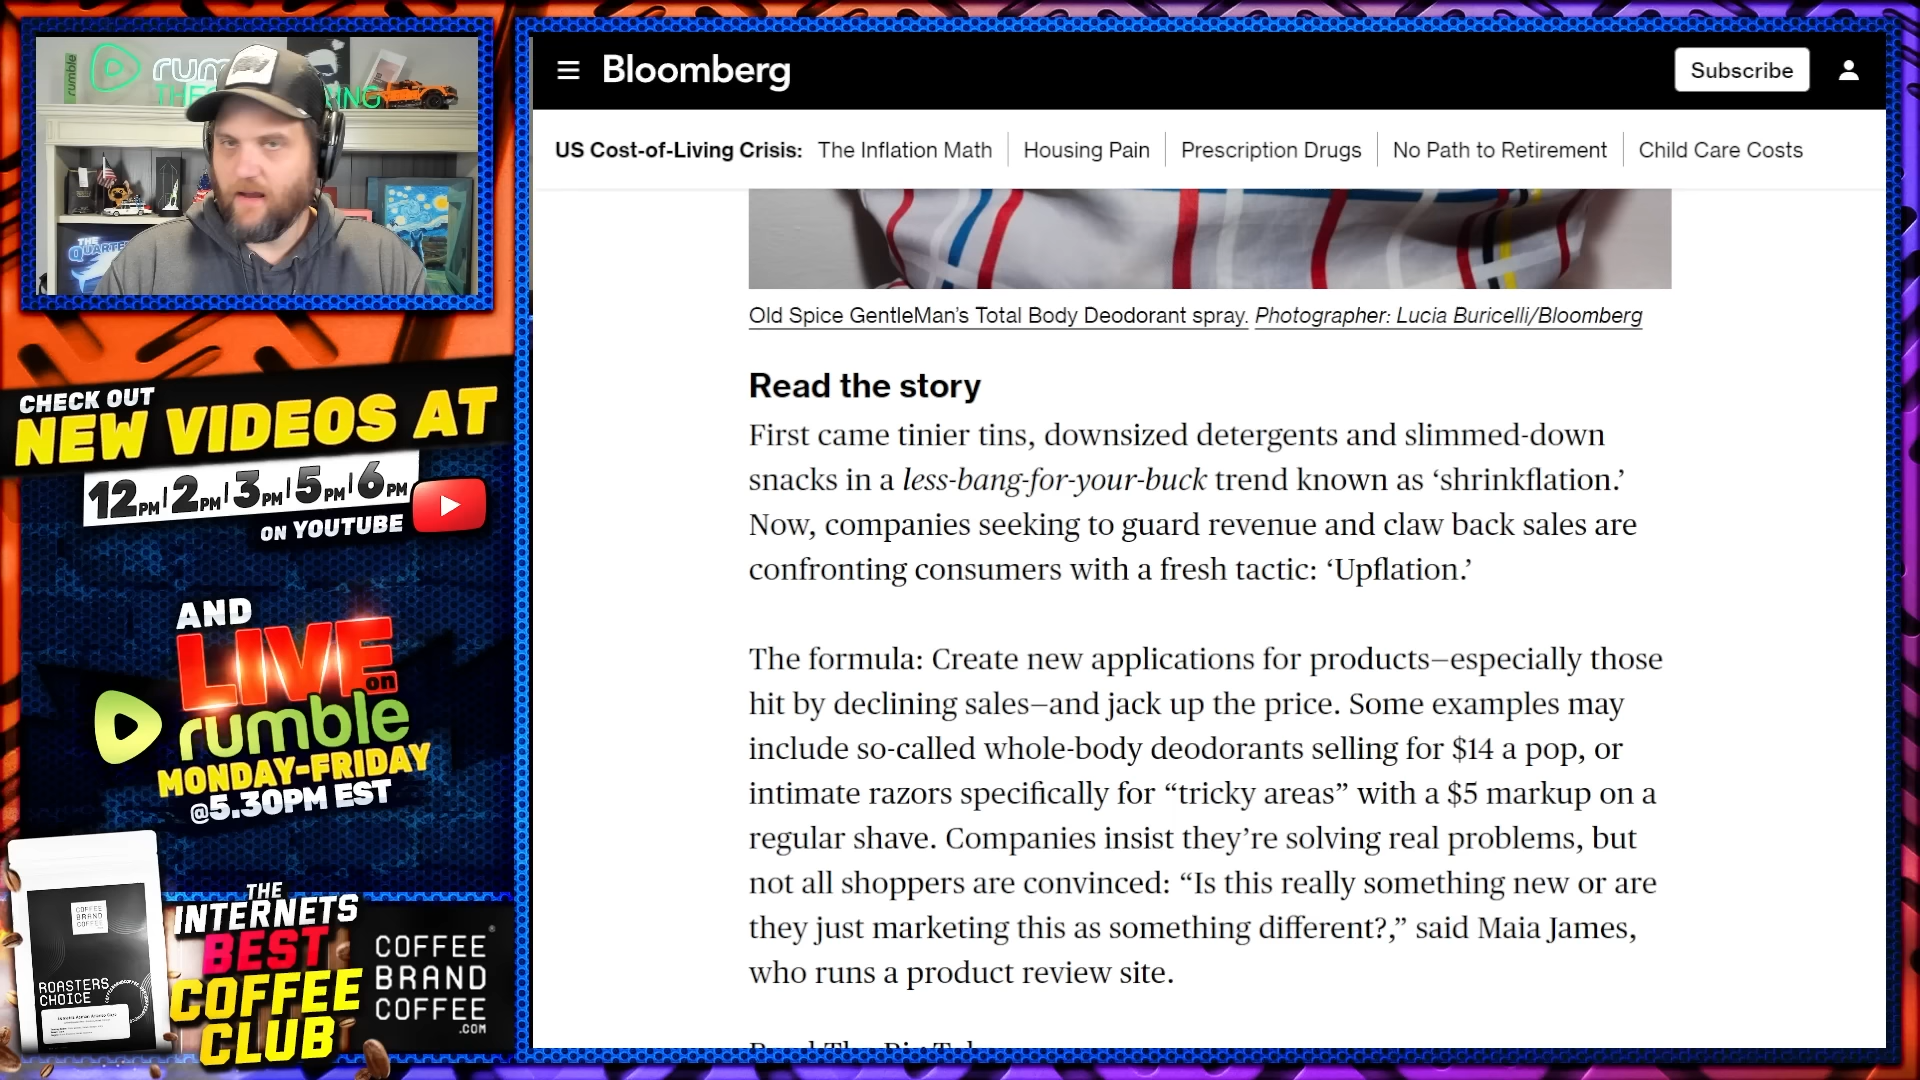 rumble
rum
THE
ING
THE
QUARTE
CHECK OUT
NEW VIDEOS AT
12PM | 2PM | 3PM | 5PM | 6PM
ON YOUTUBE
AND
LIVE
on
rumble
MONDAY-FRIDAY
@5.30PM EST
COFFEE
BRAND
COFFEE
ROASTERS
CHOICE
THE
INTERNETS
BEST
COFFEE
CLUB
COFFEE
BRAND
COFFEE
.COM
Bloomberg
Subscribe
US Cost-of-Living Crisis: The Inflation Math Housing Pain Prescription Drugs No Path to Retirement Child Care Costs
Old Spice GentleMan's Total Body Deodorant spray. Photographer: Lucia Buricelli/Bloomberg
Read the story
First came tinier tins, downsized detergents and slimmed-down
snacks in a less-bang-for-your-buck trend known as ‘shrinkflation.’
Now, companies seeking to guard revenue and claw back sales are
confronting consumers with a fresh tactic: ‘Upflation.’
The formula: Create new applications for products—especially those
hit by declining sales—and jack up the price. Some examples may
include so-called whole-body deodorants selling for $14 a pop, or
intimate razors specifically for “tricky areas” with a $5 markup on a
regular shave. Companies insist they’re solving real problems, but
not all shoppers are convinced: “Is this really something new or are
they just marketing this as something different?,” said Maia James,
who runs a product review site.